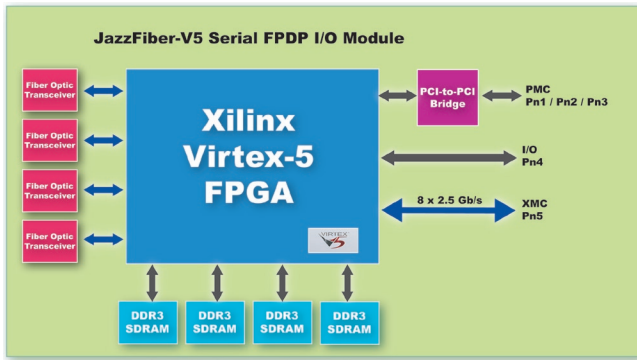 JazzFiber-V5 Serial FPDP I/O Module
Fiber Optic
Transceiver
Fiber Optic
Transceiver
Fiber Optic
Transceiver
Fiber Optic
Transceiver
Xilinx
Virtex-5
FPGA
VIRTEX
5
PCI-to-PCI
Bridge
PMC
Pn1 / Pn2 / Pn3
I/O
Pn4
8 x 2.5 Gb/s
XMC
Pn5
DDR3
SDRAM
DDR3
SDRAM
DDR3
SDRAM
DDR3
SDRAM